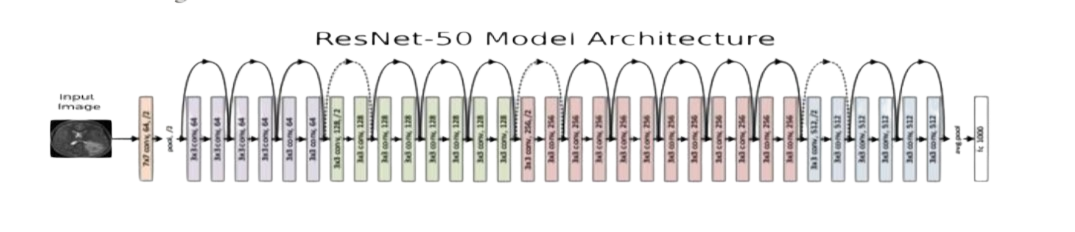 ResNet-50 Model Architecture
Input
Image
7x7 conv, 64, /2
pool, /2
3x3 conv, 64
3x3 conv, 64
3x3 conv, 64
3x3 conv, 64
3x3 conv, 64
3x3 conv, 64
3x3 conv, 128, /2
3x3 conv, 128
3x3 conv, 128
3x3 conv, 128
3x3 conv, 128
3x3 conv, 128
3x3 conv, 128
3x3 conv, 128
3x3 conv, 256, /2
3x3 conv, 256
3x3 conv, 256
3x3 conv, 256
3x3 conv, 256
3x3 conv, 256
3x3 conv, 256
3x3 conv, 256
3x3 conv, 256
3x3 conv, 256
3x3 conv, 256
3x3 conv, 256
3x3 conv, 512, /2
3x3 conv, 512
3x3 conv, 512
3x3 conv, 512
3x3 conv, 512
3x3 conv, 512
avg pool
fc 1000